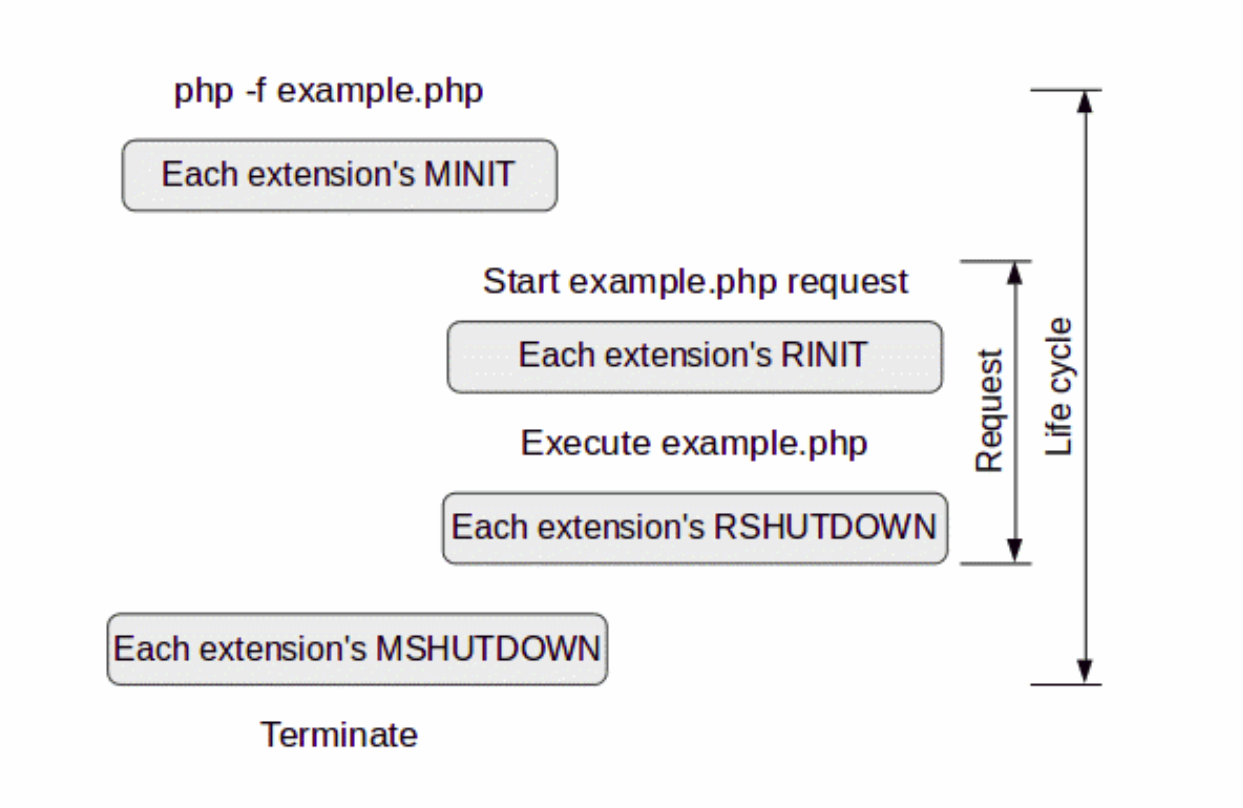 php -f example.php
Each extension's MINIT
Start example.php request
Each extension's RINIT
Execute example.php
Each extension's RSHUTDOWN
Request
Life cycle
Each extension's MSHUTDOWN
Terminate